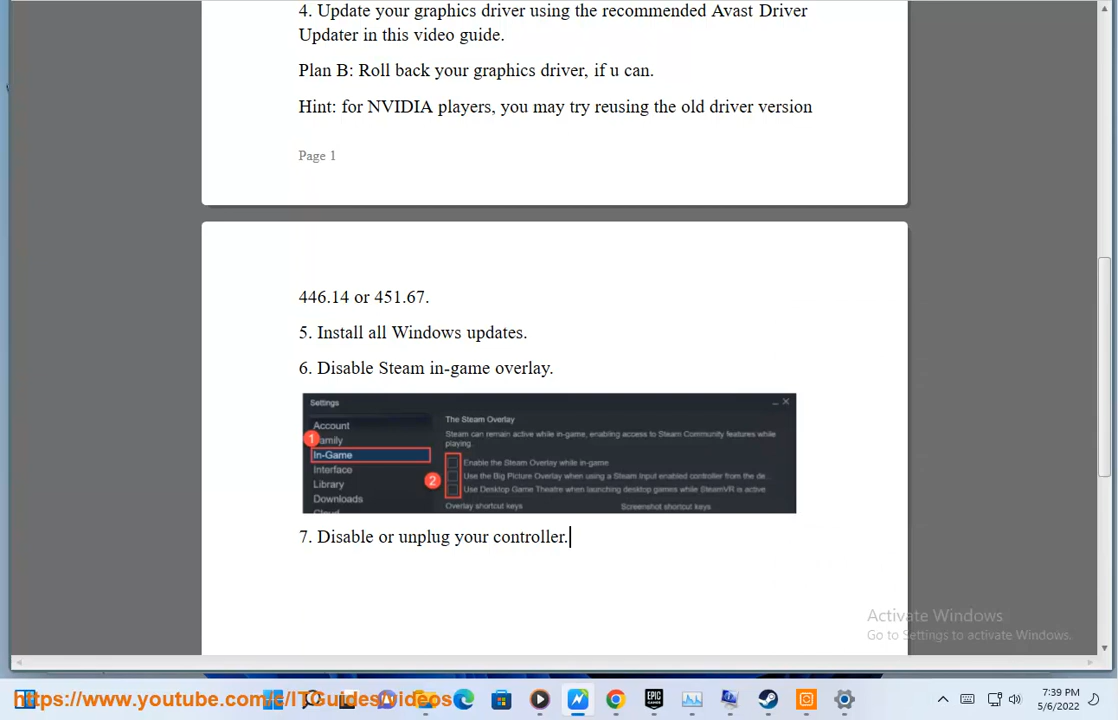 4. Update your graphics driver using the recommended Avast Driver
Updater in this video guide.
Plan B: Roll back your graphics driver, if u can.
Hint: for NVIDIA players, you may try reusing the old driver version
Page 1
446.14 or 451.67.
5. Install all Windows updates.
6. Disable Steam in-game overlay.
Settings
Account
The Steam Overlay
Steam can remain active while in-game, enabling access to Steam Community features while
playing.
1
amily
In-Game
Interface
Library
Downloads
2
Enable the Steam Overlay while in-game
Use the Big Picture Overlay when using a Steam Input enabled controller from the de...
Use Desktop Game Theatre when launching desktop games while SteamVR is active
Overlay shortcut keys
Screenshot shortcut keys
7. Disable or unplug your controller.
Activate Windows
Go to Settings to activate Windows.
https://www.youtube.com/c/ITGuides/videos
EPIC
GAMES
7:39 PM
5/6/2022